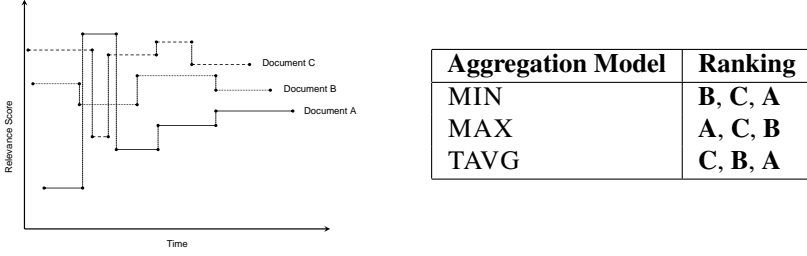 Relevance Score
Document C
Document B
Document A
Time
Aggregation Model Ranking
MIN B, C, A
MAX A, C, B
TAVG C, B, A